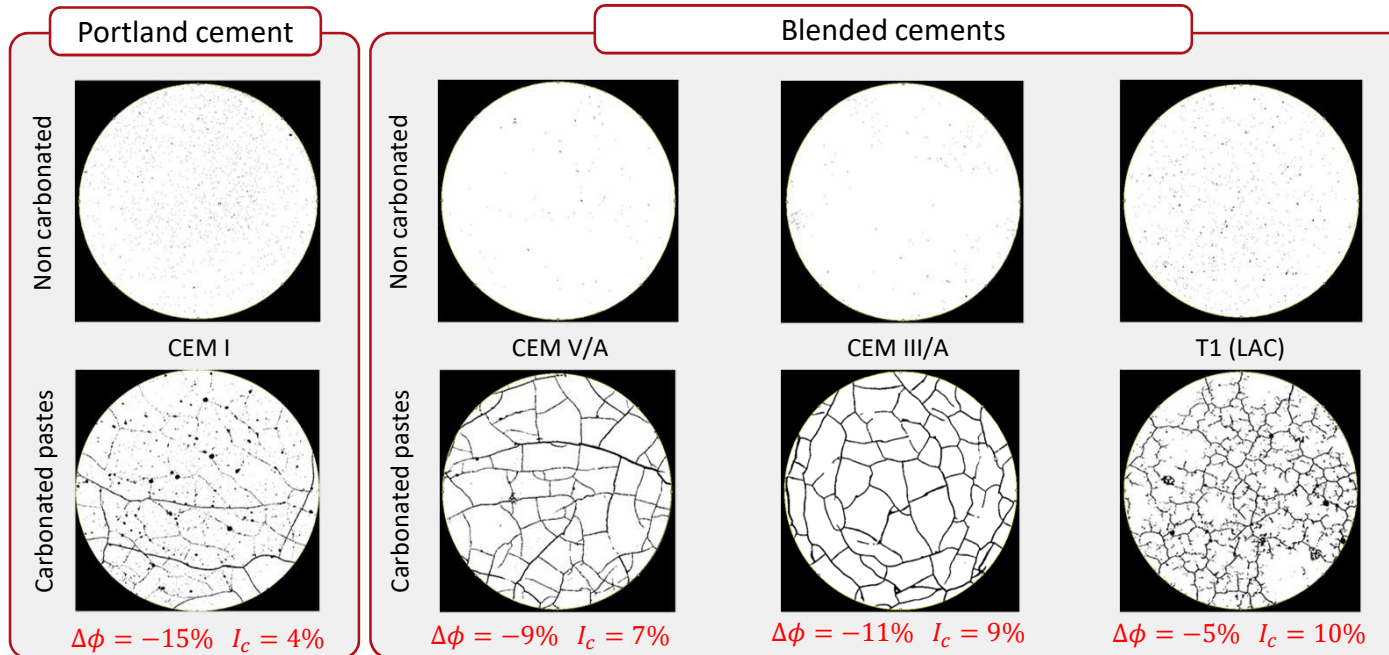 Portland cement
Blended cements
Non carbonated
Non carbonated
CEM I
CEM V/A
CEM III/A
T1 (LAC)
Carbonated pastes
Carbonated pastes
Δϕ = −15% I_c = 4%
Δϕ = −9% I_c = 7%
Δϕ = −11% I_c = 9%
Δϕ = −5% I_c = 10%